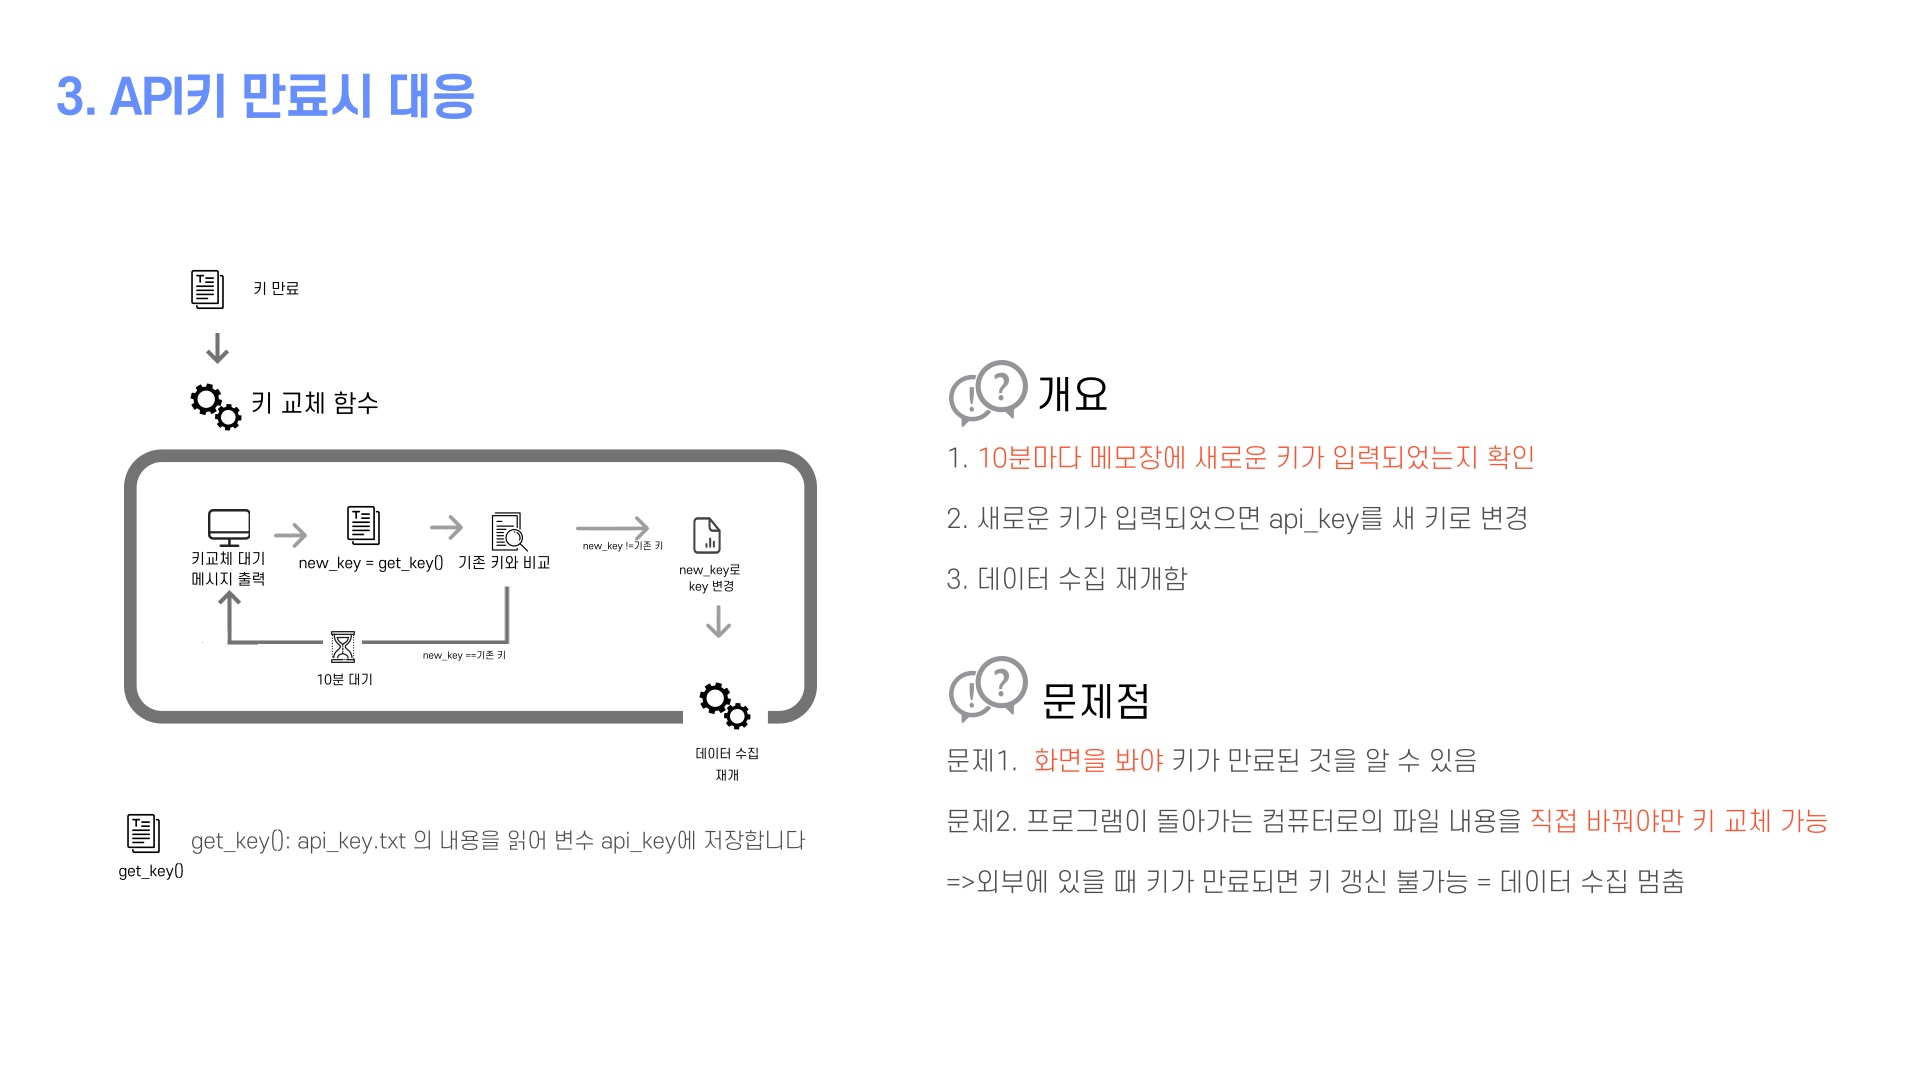 3. API키 만료시 대응
키 만료
키 교체 함수
키교체 대기
메시지 출력
new_key = get_key()
기존 키와 비교
new_key !=기존 키
new_key로
key 변경
new_key ==기존 키
10분 대기
데이터 수집
재개
get_key(): api_key.txt 의 내용을 읽어 변수 api_key에 저장합니다
get_key()
개요
1. 10분마다 메모장에 새로운 키가 입력되었는지 확인
2. 새로운 키가 입력되었으면 api_key를 새 키로 변경
3. 데이터 수집 재개함
문제점
문제1. 화면을 봐야 키가 만료된 것을 알 수 있음
문제2. 프로그램이 돌아가는 컴퓨터로의 파일 내용을 직접 바꿔야만 키 교체 가능
=>외부에 있을 때 키가 만료되면 키 갱신 불가능 = 데이터 수집 멈춤